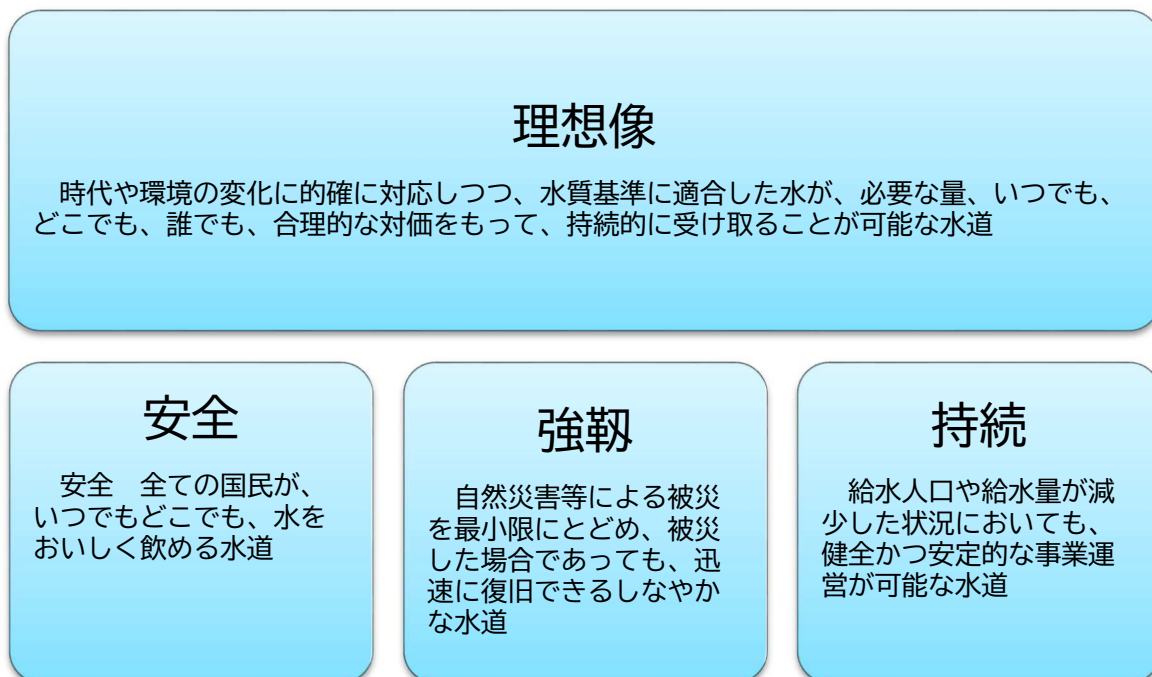 理想像
時代や環境の変化に的確に対応しつつ、水質基準に適合した水が、必要な量、いつでも、
どこでも、誰でも、合理的な対価をもって、持続的に受け取ることが可能な水道
安全
安全　全ての国民が、
いつでもどこでも、水を
おいしく飲める水道
強靱
自然災害等による被災
を最小限にとどめ、被災
した場合であっても、迅
速に復旧できるしなやか
な水道
持続
給水人口や給水量が減
少した状況においても、
健全かつ安定的な事業運
営が可能な水道